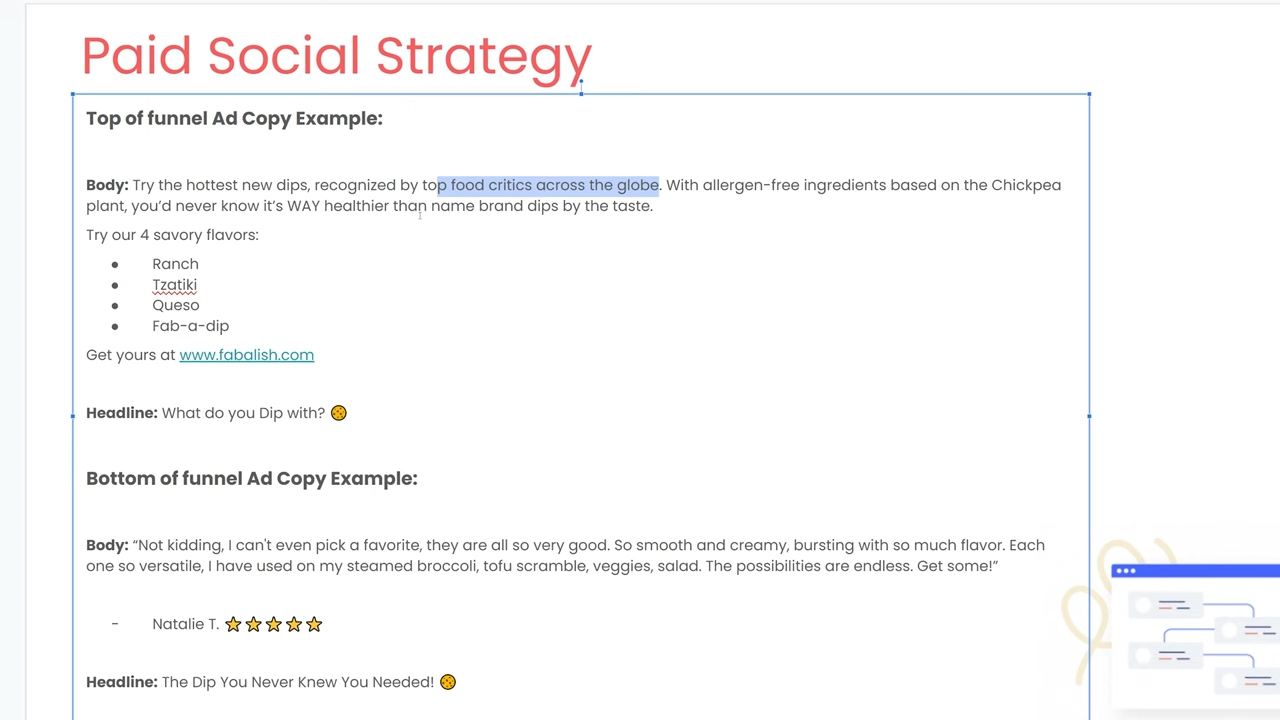 Paid Social Strategy
Top of funnel Ad Copy Example:
Body: Try the hottest new dips, recognized by top food critics across the globe. With allergen-free ingredients based on the Chickpea
plant, you’d never know it’s WAY healthier than name brand dips by the taste.
Try our 4 savory flavors:
● Ranch
● Tzatiki
● Queso
● Fab-a-dip
Get yours at www.fabalish.com
Headline: What do you Dip with? 🍪
Bottom of funnel Ad Copy Example:
Body: “Not kidding, I can't even pick a favorite, they are all so very good. So smooth and creamy, bursting with so much flavor. Each
one so versatile, I have used on my steamed broccoli, tofu scramble, veggies, salad. The possibilities are endless. Get some!”
- Natalie T. ⭐⭐⭐⭐⭐
Headline: The Dip You Never Knew You Needed! 🍪